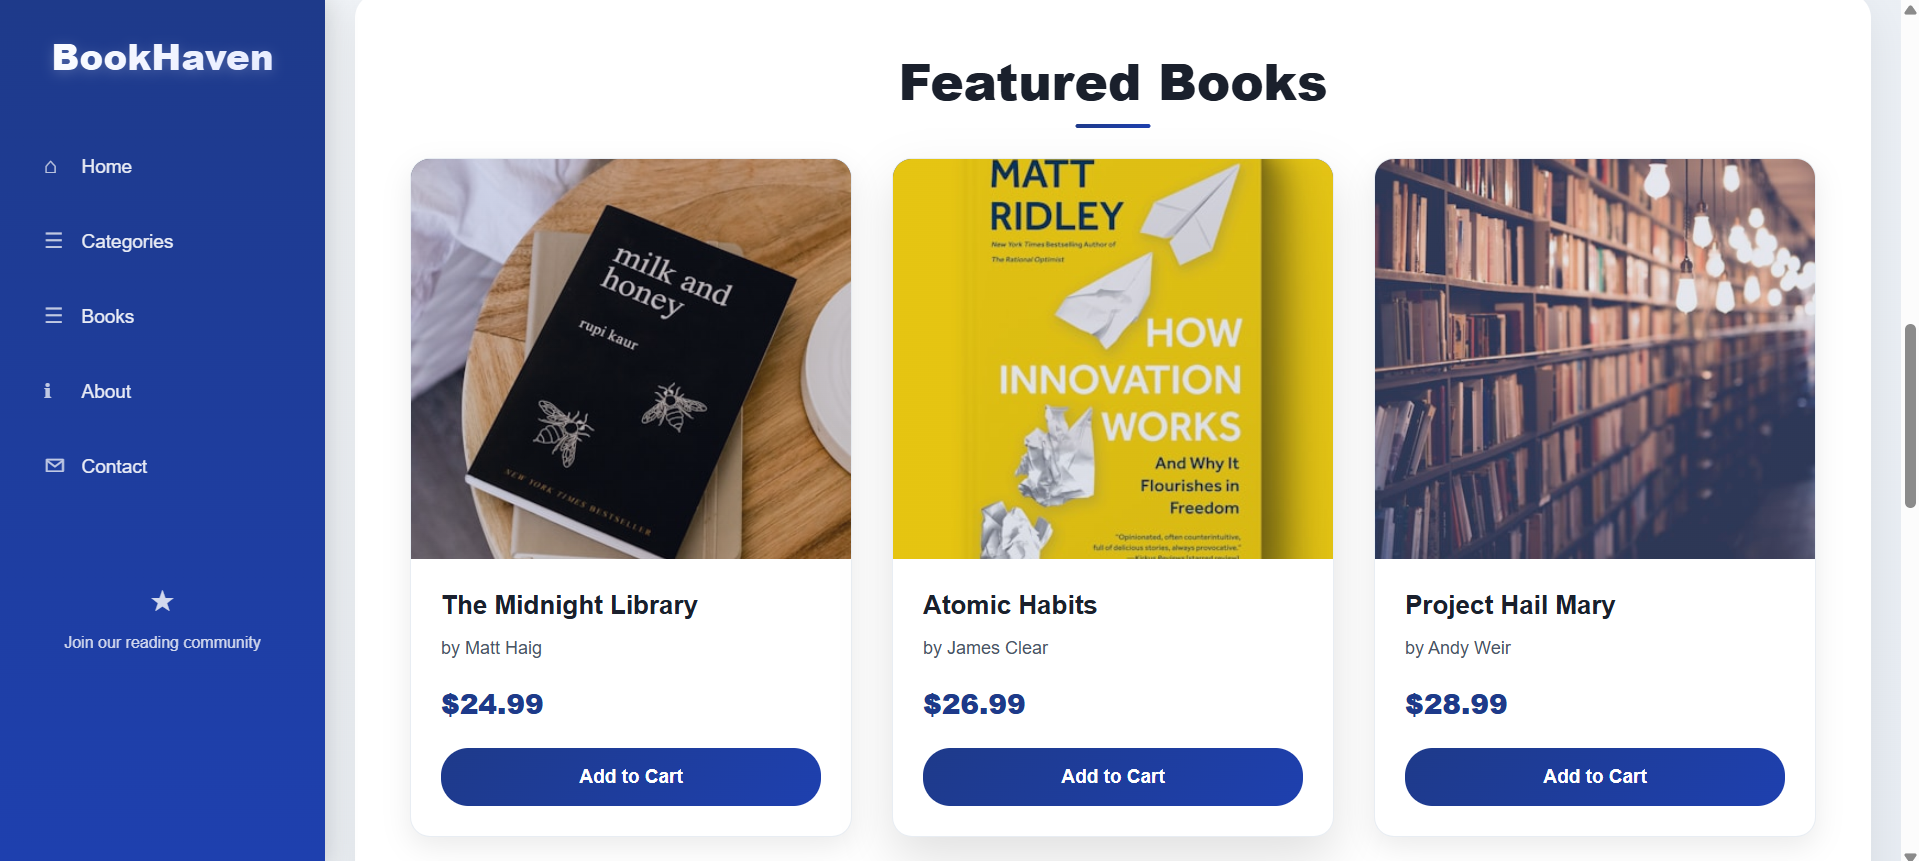 BookHaven
Home
Categories
Books
About
Contact
★
Join our reading community
Featured Books
milk and
honey
rupi kaur
NEW YORK TIMES BESTSELLER
The Midnight Library
by Matt Haig
$24.99
Add to Cart
MATT
RIDLEY
New York Times Bestselling Author of
The Rational Optimist
HOW
INNOVATION
WORKS
And Why It
Flourishes in
Freedom
"Opinionated, often counterintuitive,
full of delicious stories, always provocative."
Atomic Habits
by James Clear
$26.99
Add to Cart
Project Hail Mary
by Andy Weir
$28.99
Add to Cart